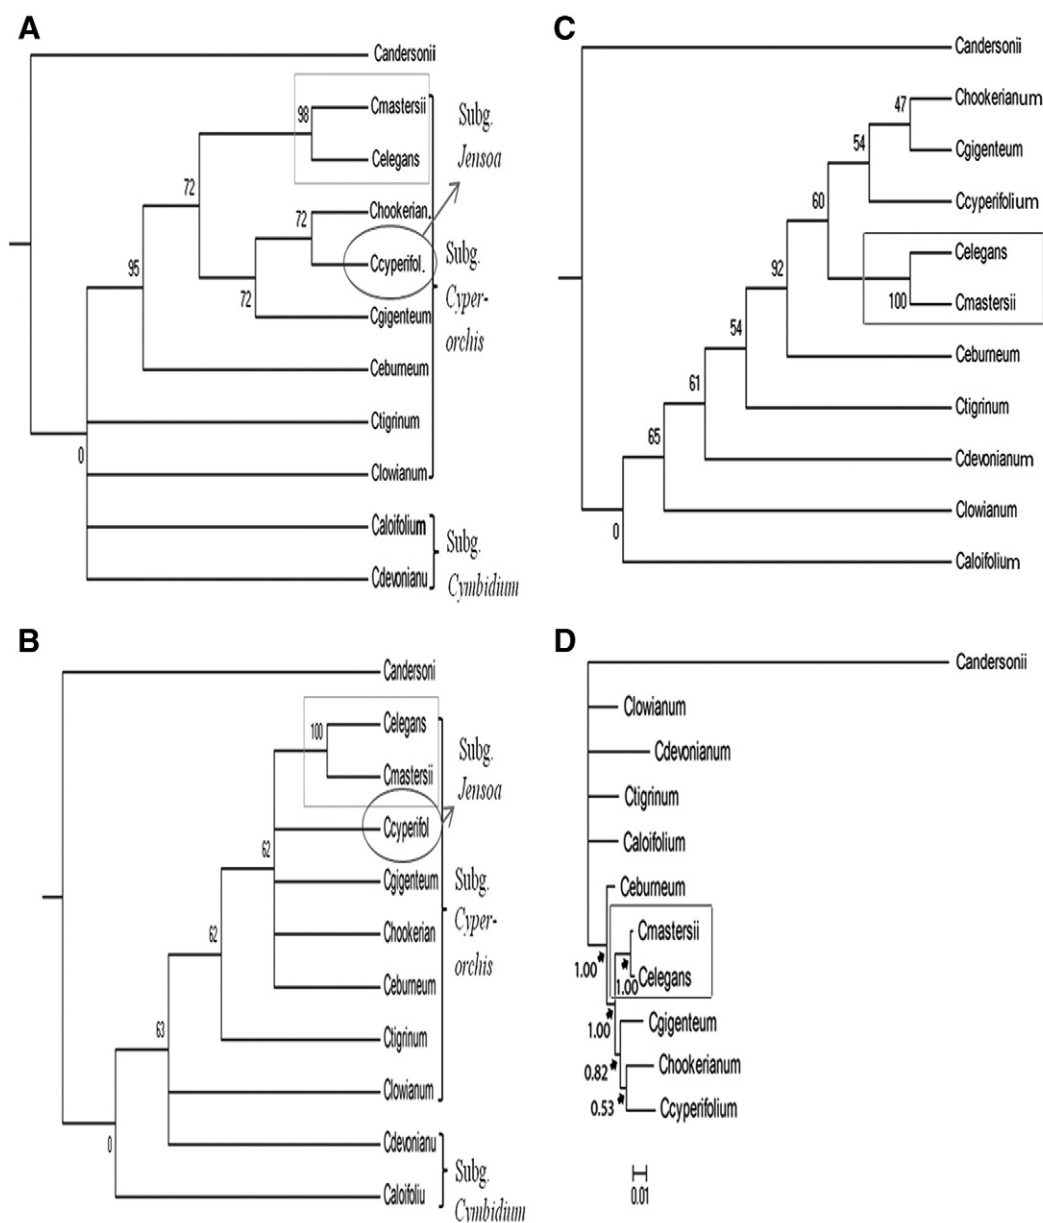 A
Candersonii
98
Cmastersii
Celegans
Subg.
Jensoa
72
72
Chookerian.
Ccyperifol.
Subg.
Cyper-
orchis
95
72
Cgigenteum
Ceburneum
Ctigrinum
0
Clowianum
Caloifolium
Subg.
Cymbidium
Cdevonianu
B
Candersoni
100
Celegans
Cmastersii
Subg.
Jensoa
Ccyperifol
62
Cgigenteum
Subg.
Cyper-
orchis
62
Chookerian
Ceburneum
63
Ctigrinum
Clowianum
0
Cdevonianu
Caloifoliu
Subg.
Cymbidium
C
Candersonii
47
Chookerianum
Cgigenteum
54
Ccyperifolium
60
Celegans
100
Cmastersii
92
Ceburneum
54
Ctigrinum
61
Cdevonianum
65
Clowianum
0
Caloifolium
D
Candersonii
Clowianum
Cdevonianum
Ctigrinum
Caloifolium
Ceburneum
Cmastersii
1.00
1.00
Celegans
1.00
Cgigenteum
0.82
Chookerianum
0.53
Ccyperifolium
0.01